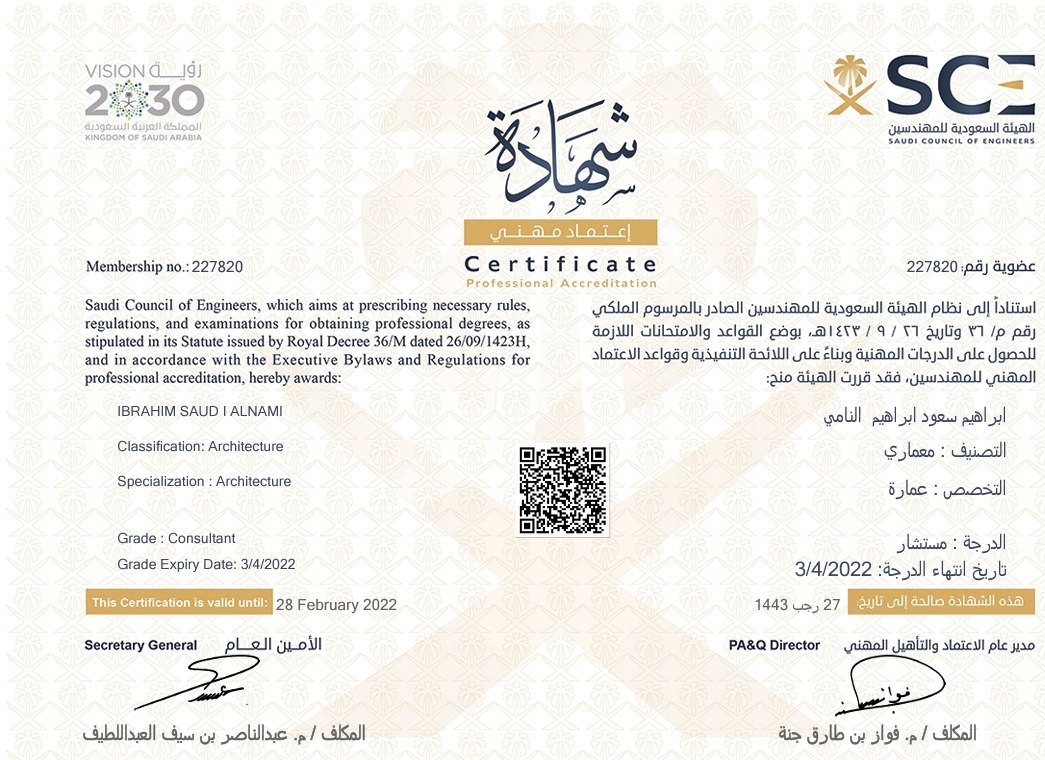 VISION رؤيـــة
2030
المملكة العربية السعودية
KINGDOM OF SAUDI ARABIA
SCE
الهيئة السعودية للمهندسين
SAUDI COUNCIL OF ENGINEERS
شهادة
إعـتـمـاد مـهـنـي
Certificate
Professional Accreditation
Membership no.: 227820
عضوية رقم: 227820
Saudi Council of Engineers, which aims at prescribing necessary rules,
regulations, and examinations for obtaining professional degrees, as
stipulated in its Statute issued by Royal Decree 36/M dated 26/09/1423H,
and in accordance with the Executive Bylaws and Regulations for
professional accreditation, hereby awards:
استناداً إلى نظام الهيئة السعودية للمهندسين الصادر بالمرسوم الملكي
رقم م/ ٣٦ وتاريخ ٢٦ / ٩ / ١٤٢٣هـ، بوضع القواعد والامتحانات اللازمة
للحصول على الدرجات المهنية وبناءً على اللائحة التنفيذية وقواعد الاعتماد
المهني للمهندسين، فقد قررت الهيئة منح:
IBRAHIM SAUD I ALNAMI
Classification: Architecture
Specialization : Architecture
Grade : Consultant
Grade Expiry Date: 3/4/2022
ابراهيم سعود ابراهيم النامي
التصنيف : معماري
التخصص : عمارة
الدرجة : مستشار
تاريخ انتهاء الدرجة: 3/4/2022
This Certification is valid until: 28 February 2022
هذه الشهادة صالحة إلى تاريخ: 27 رجب 1443
Secretary General الأمـين العـــام
PA&Q Director مدير عام الاعتماد والتأهيل المهني
المكلف / م. عبدالناصر بن سيف العبداللطيف
المكلف / م. فواز بن طارق جنة